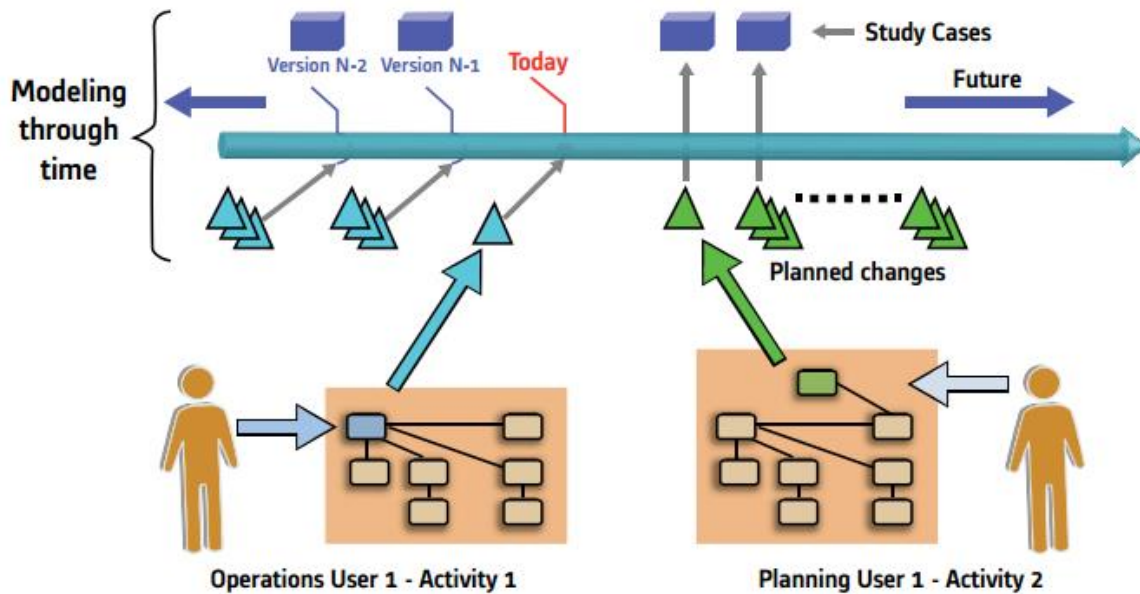 Study Cases
Version N-2
Version N-1
Today
Future
Modeling
through
time
Planned changes
Operations User 1 - Activity 1
Planning User 1 - Activity 2